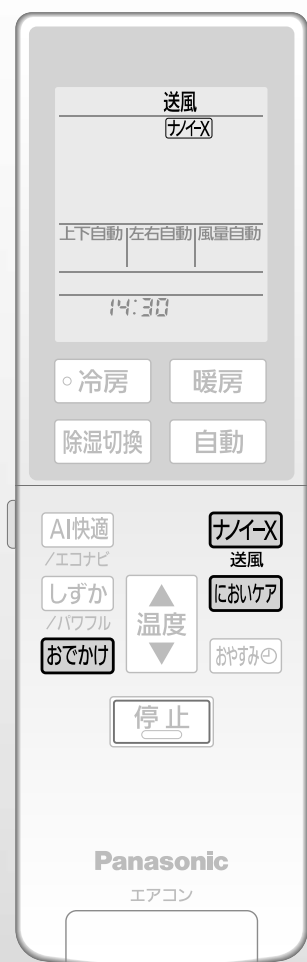 送風
ナノイーX
上下自動 左右自動 風量自動
14:30
冷房 暖房
除湿切換 自動
AI快適 ナノイーX
/エコナビ 送風
しずか においケア
/パワフル 温度
おでかけ おやすみ
停止
Panasonic
エアコン